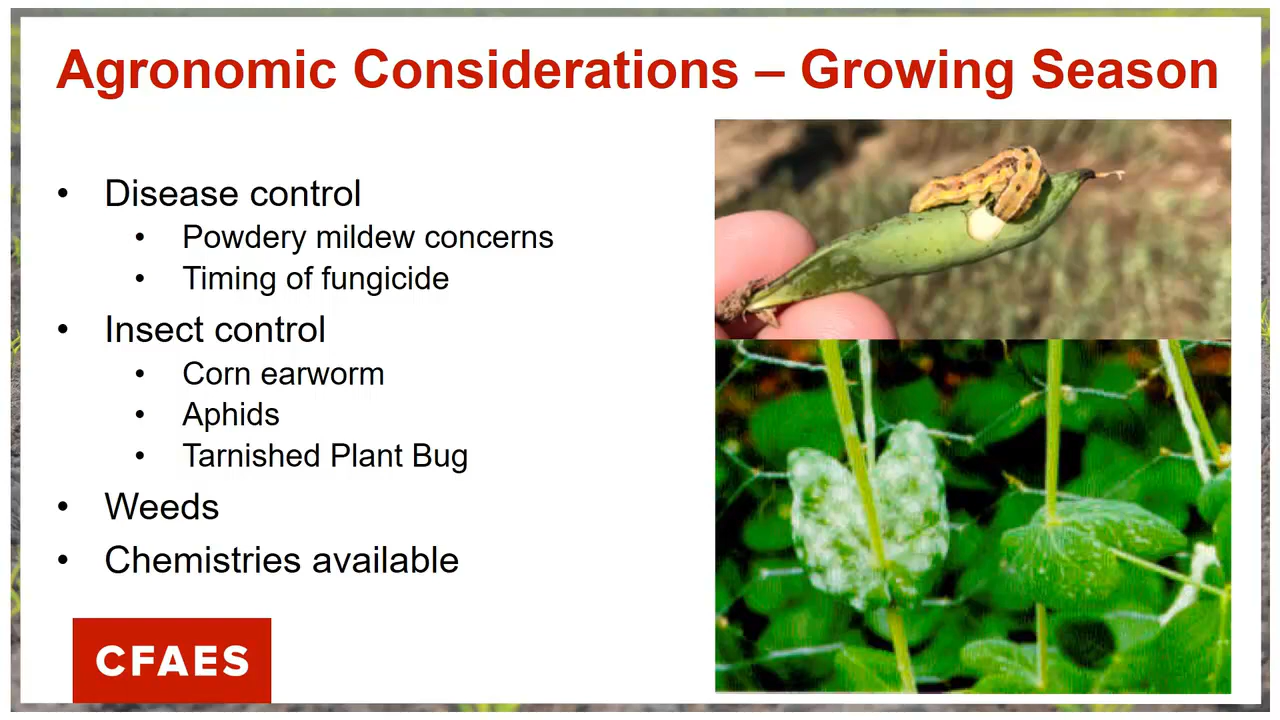 Agronomic Considerations – Growing Season
• Disease control
• Powdery mildew concerns
• Timing of fungicide
• Insect control
• Corn earworm
• Aphids
• Tarnished Plant Bug
• Weeds
• Chemistries available
CFAES